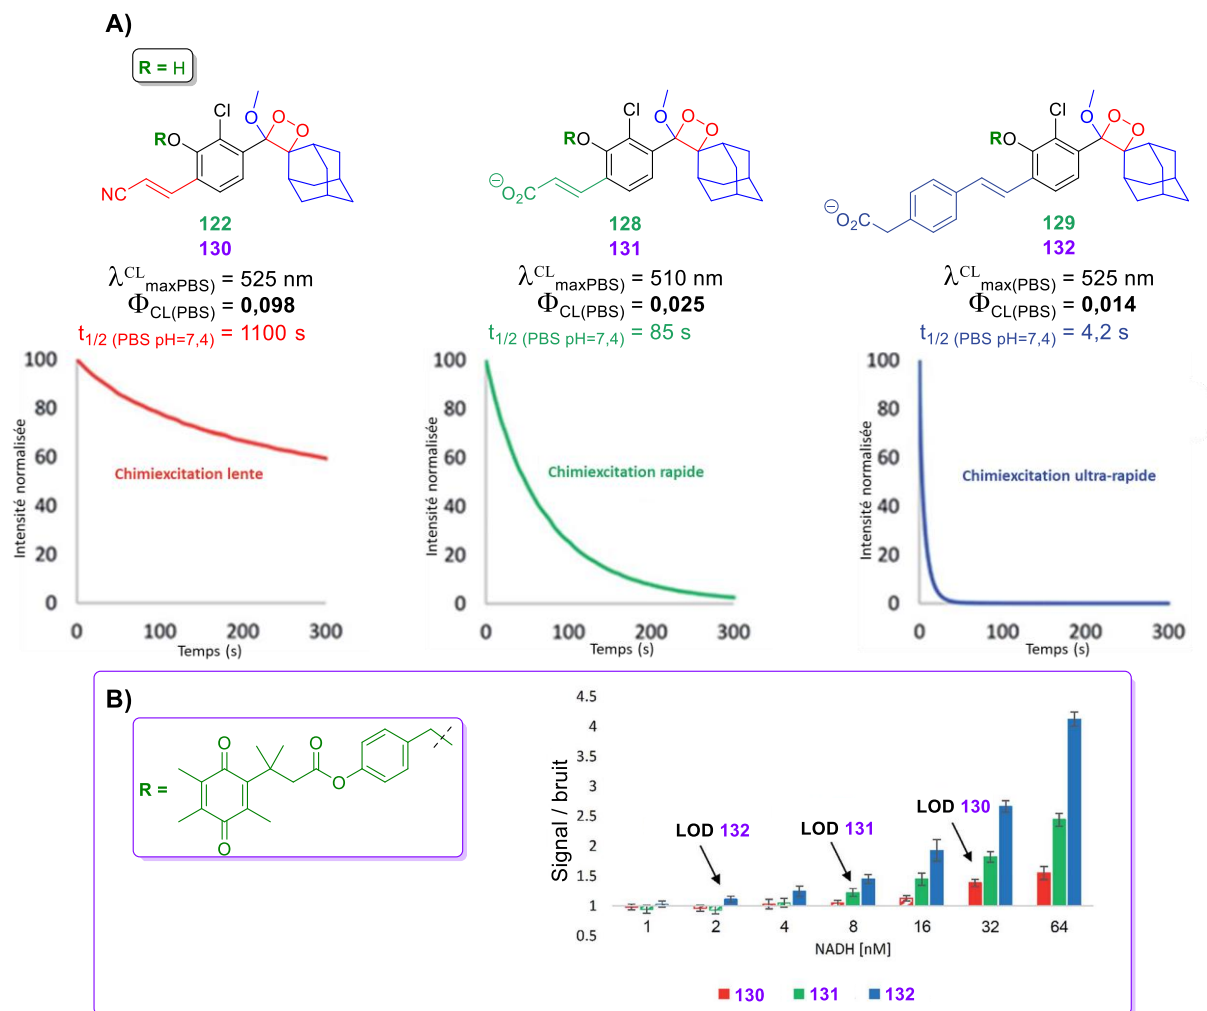 A)
R = H
Cl
O
O
O
R
O
NC
122
130
λCLmaxPBS) = 525 nm
ΦCL(PBS) = 0,098
t1/2 (PBS pH=7,4) = 1100 s
Cl
O
O
O
R
O
⊖O2C
128
131
λCLmaxPBS) = 510 nm
ΦCL(PBS) = 0,025
t1/2 (PBS pH=7,4) = 85 s
Cl
O
O
O
R
O
⊖O2C
129
132
λCLmax(PBS) = 525 nm
ΦCL(PBS) = 0,014
t1/2 (PBS pH=7,4) = 4,2 s
Intensité normalisée
100
80
60
40
20
0
Chimiexcitation lente
0 100 200 300
Temps (s)
Intensité normalisée
100
80
60
40
20
0
Chimiexcitation rapide
0 100 200 300
Temps (s)
Intensité normalisée
100
80
60
40
20
0
Chimiexcitation ultra-rapide
0 100 200 300
Temps (s)
B)
R =
O
O
O
O
Signal / bruit
4.5
4
3.5
3
2.5
2
1.5
1
0.5
LOD 132
LOD 131
LOD 130
1 2 4 8 16 32 64
NADH [nM]
130 131 132